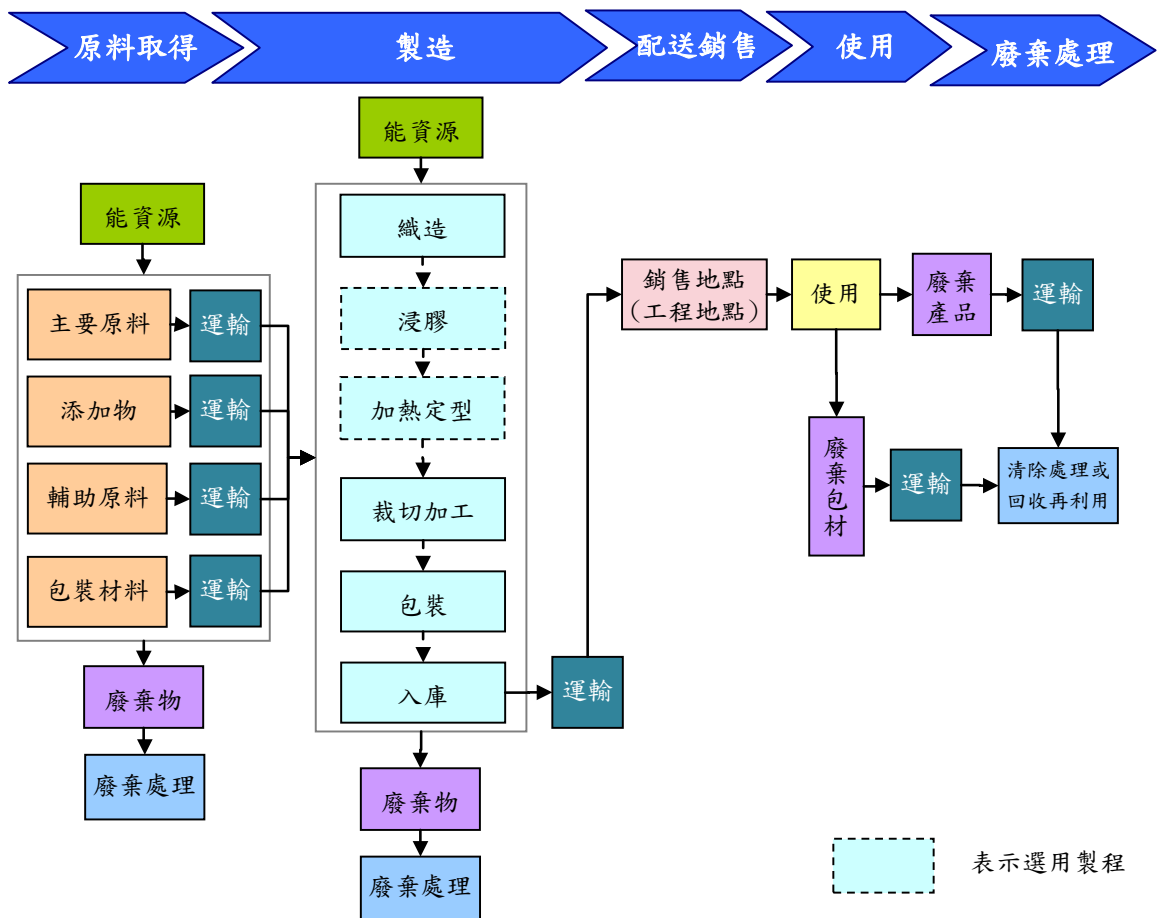 原料取得
製造
配送銷售
使用
廢棄處理
能資源
主要原料
運輸
添加物
運輸
輔助原料
運輸
包裝材料
運輸
廢棄物
廢棄處理
能資源
織造
浸膠
加熱定型
裁切加工
包裝
入庫
廢棄物
廢棄處理
運輸
銷售地點
(工程地點)
使用
廢棄
產品
運輸
廢棄包材
運輸
清除處理或
回收再利用
表示選用製程